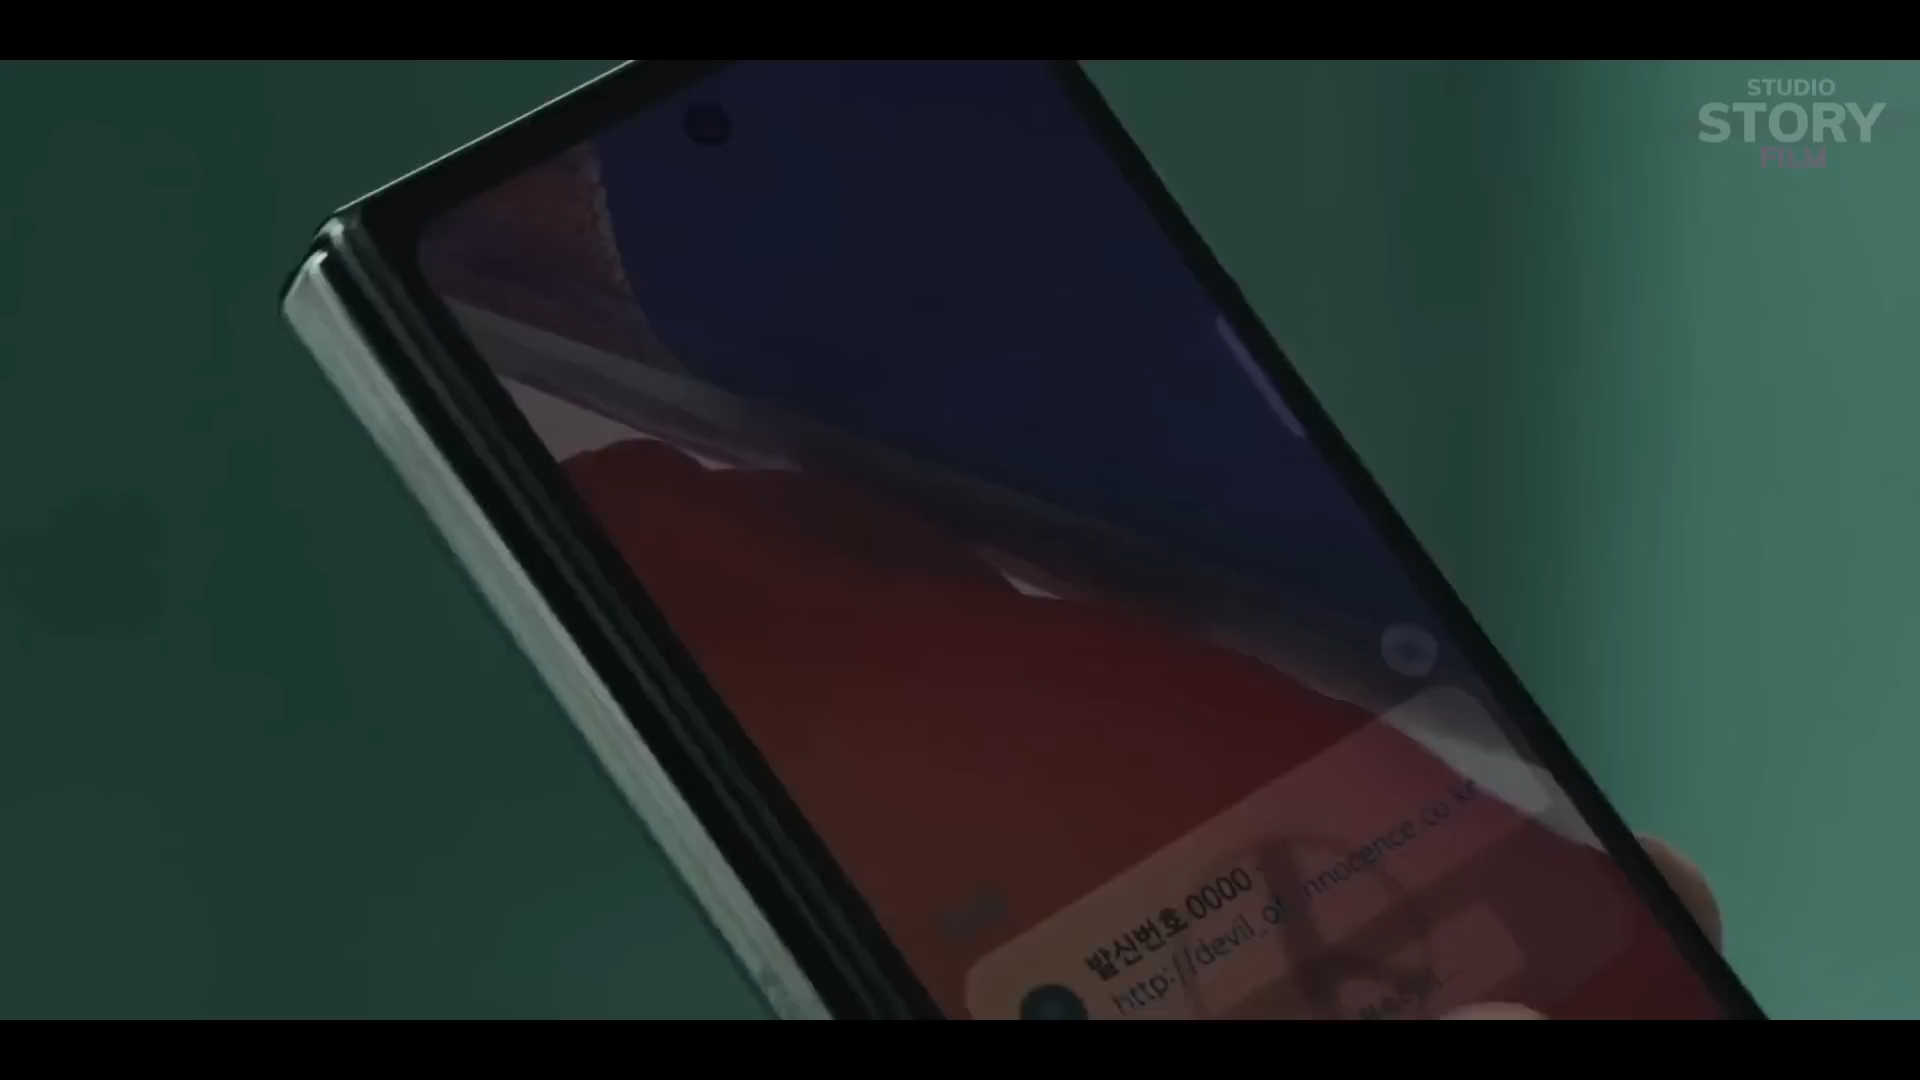 STUDIO
STORY
FILM
발신번호 0000
http://devil_of_innocence.co.kr